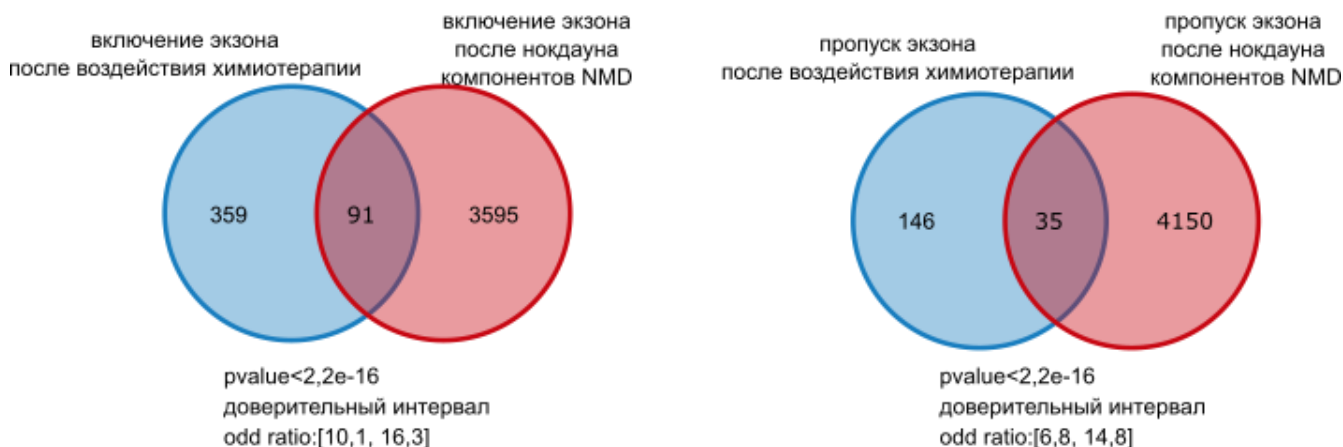 включение экзона
после воздействия химиотерапии
включение экзона
после нокдауна
компонентов NMD
359
91
3595
pvalue<2,2e-16
доверительный интервал
odd ratio:[10,1, 16,3]
пропуск экзона
после воздействия химиотерапии
пропуск экзона
после нокдауна
компонентов NMD
146
35
4150
pvalue<2,2e-16
доверительный интервал
odd ratio:[6,8, 14,8]